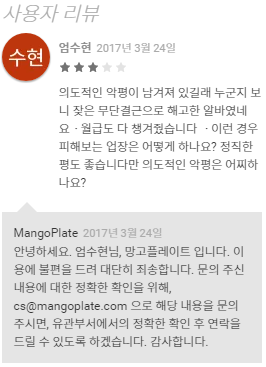 사용자 리뷰
수현
엄수현 2017년 3월 24일
★★★★★
의도적인 악평이 남겨져 있길래 누군지 보
니 잦은 무단결근으로 해고한 알바였네
요ㆍ월급도 다 챙겨줬습니다 ㆍ이런 경우
피해보는 업장은 어떻게 하나요? 정직한
평도 좋습니다만 의도적인 악평은 어찌하
나요?
MangoPlate 2017년 3월 24일
안녕하세요. 엄수현님, 망고플레이트 입니다. 이
용에 불편을 드려 대단히 죄송합니다. 문의 주신
내용에 대한 정확한 확인을 위해,
cs@mangoplate.com 으로 해당 내용을 문의
주시면, 유관부서에서의 정확한 확인 후 연락을
드릴 수 있도록 하겠습니다. 감사합니다.